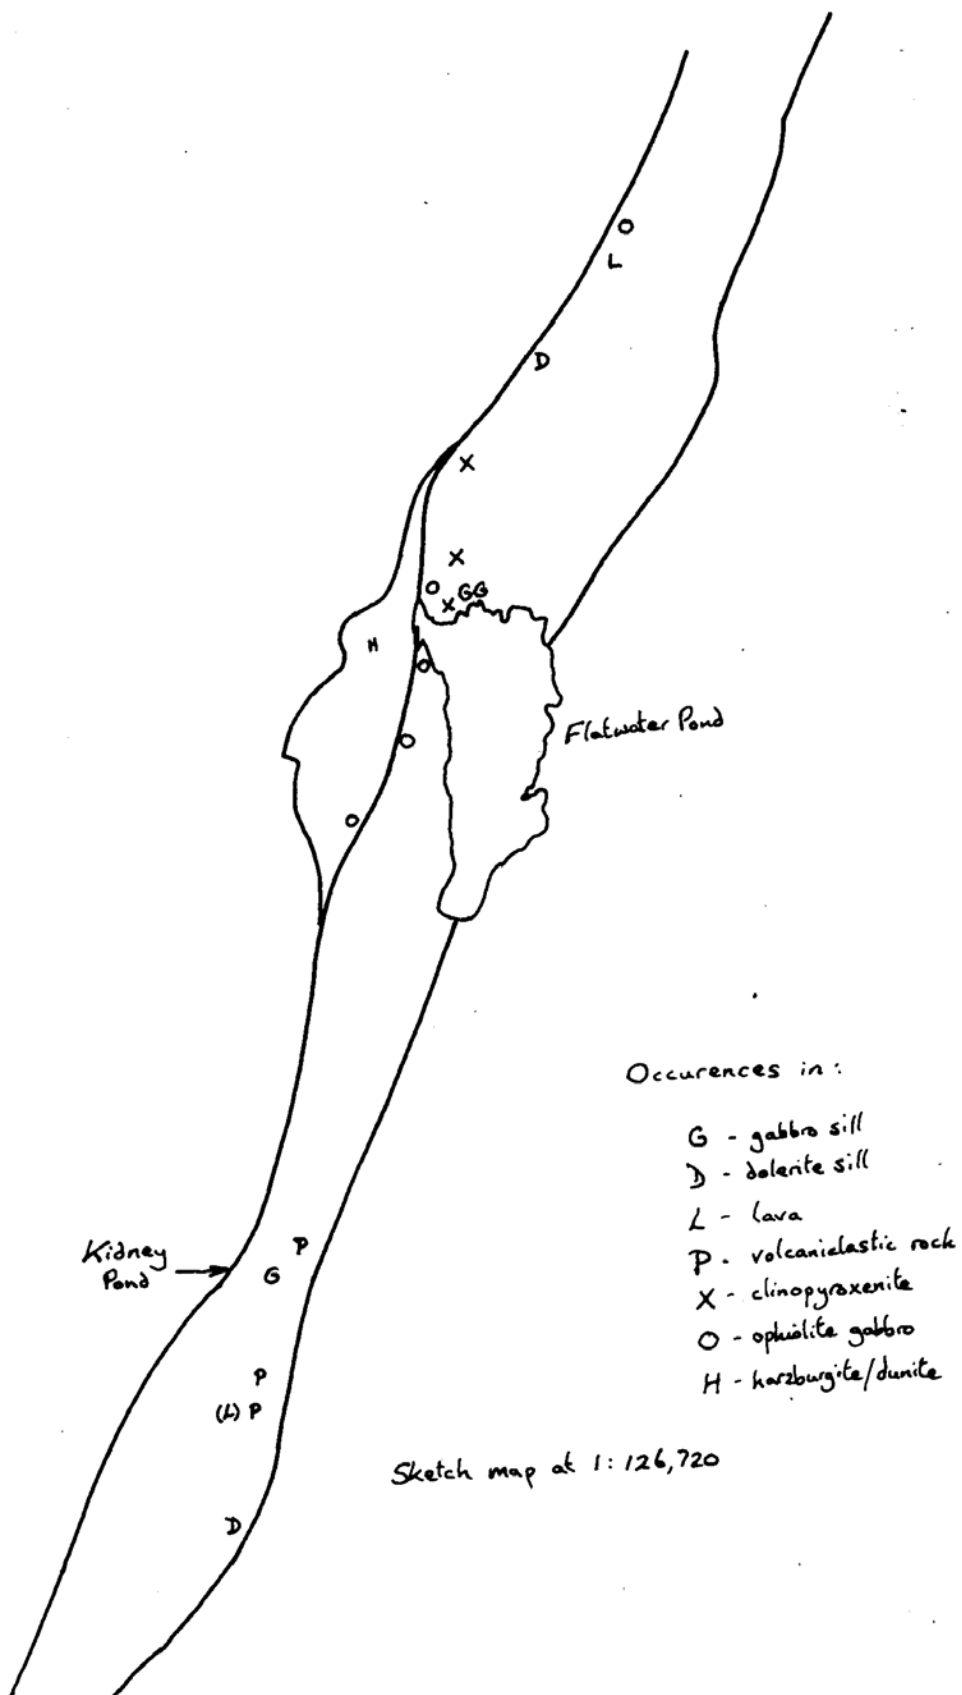 O
L
D
X
X
O GG
X
H
O
Flatwater Pond
O
O
Occurences in :
G - gabbro sill
D - dolerite sill
L - lava
P - volcaniclastic rock
X - clinopyroxenite
O - ophiolite gabbro
H - harzburgite/dunite
Kidney
Pond
P
G
P
(L) P
Sketch map at 1:126,720
D